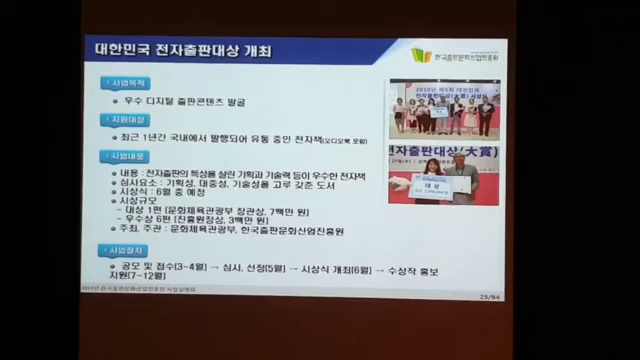 대한민국 전자출판대상 개최
한국출판문화산업진흥원
사업목적
우수 디지털 출판콘텐츠 발굴
지원대상
최근 1년간 국내에서 발행되어 유통 중인 전자책(오디오북 포함)
사업내용
내용 : 전자출판의 특성을 살린 기획과 기술력 등이 우수한 전자책
심사요소 : 기획성, 대중성, 기술성을 고루 갖춘 도서
시상식 : 6월 중 예정
시상규모
- 대상 1편 [문화체육관광부 장관상, 7백만 원]
- 우수상 6편 [진흥원장상, 3백만 원]
주최, 주관 : 문화체육관광부, 한국출판문화산업진흥원
사업절차
공모 및 접수(3-4월) → 심사, 선정(5월) → 시상식 개최(6월) → 수상작 홍보
지원(7-12월)
전자출판대상(大賞)
대상
25/94